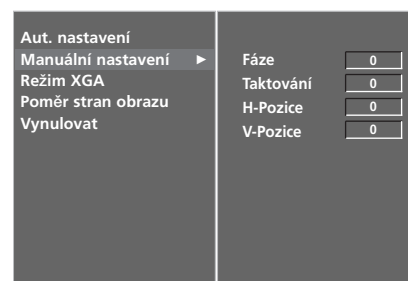 Aut. nastavení
Manuální nastavení ►
Režim XGA
Poměr stran obrazu
Vynulovat
Fáze 0
Taktování 0
H-Pozice 0
V-Pozice 0